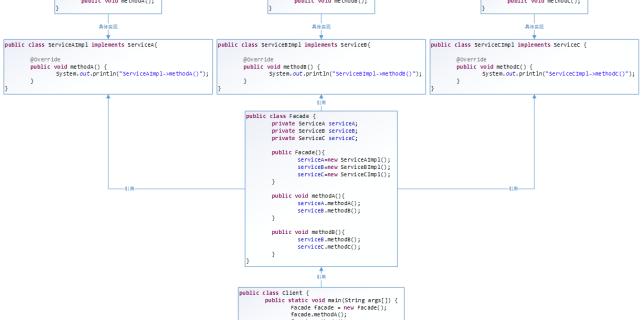 public void methodA();
}
public void methodB();
}
public void methodC();
}
具体实现
具体实现
具体实现
public class ServiceAImpl implements ServiceA{
@Override
public void methodA() {
System.out.println("ServiceAImpl->methodA()");
}
}
public class ServiceBImpl implements ServiceB{
@Override
public void methodB() {
System.out.println("ServiceBImpl->methodB()");
}
}
public class ServiceCImpl implements ServiceC {
@Override
public void methodC() {
System.out.println("ServiceCImpl->methodC()");
}
}
引用
public class Facade {
private ServiceA serviceA;
private ServiceB serviceB;
private ServiceC serviceC;
public Facade(){
serviceA=new ServiceAImpl();
serviceB=new ServiceBImpl();
serviceC=new ServiceCImpl();
}
public void methodA(){
serviceA.methodA();
serviceB.methodB();
}
public void methodB(){
serviceB.methodB();
serviceC.methodC();
}
}
引用
引用
引用
public class Client {
public static void main(String args[]) {
Facade facade = new Facade();
facade.methodA();